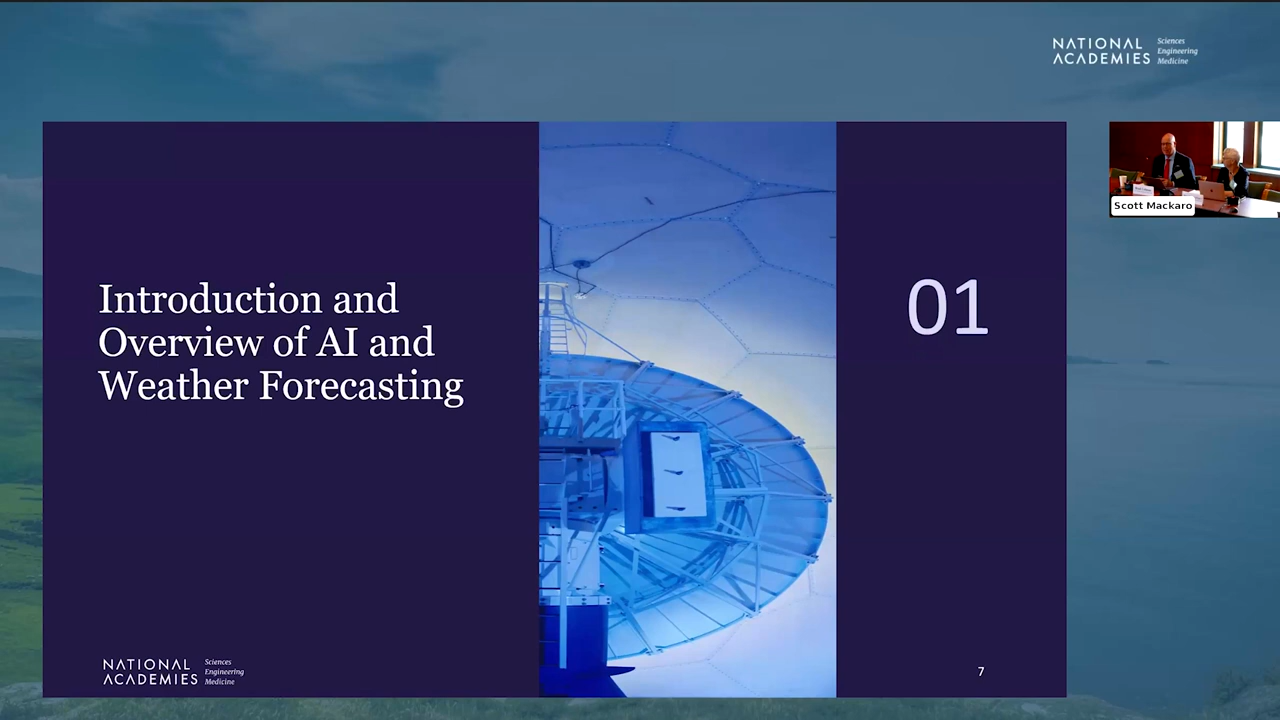 NATIONAL
ACADEMIES
Sciences
Engineering
Medicine
Scott Mackaro
Introduction and
Overview of AI and
Weather Forecasting
01
NATIONAL
ACADEMIES
Sciences
Engineering
Medicine
7